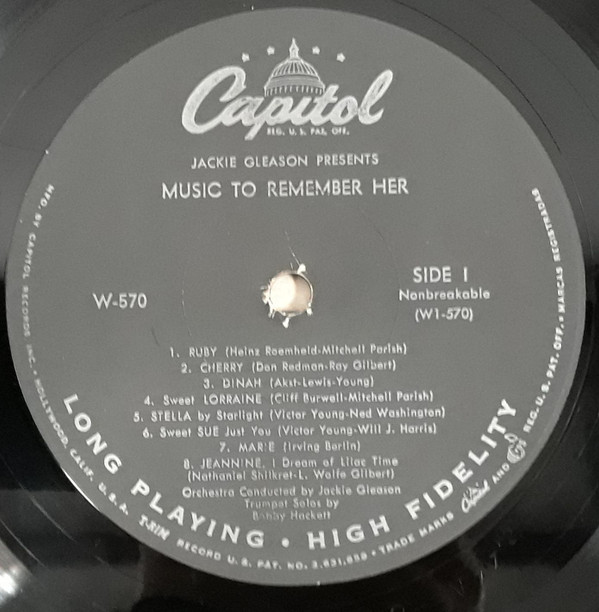 Capitol
REG. U. S. PAT. OFF.
JACKIE GLEASON PRESENTS
MUSIC TO REMEMBER HER
W-570
SIDE 1
Nonbreakable
(W1-570)
1. RUBY (Heinz Roemheld-Mitchell Parish)
2. CHERRY (Don Redman-Ray Gilbert)
3. DINAH (Akst-Lewis-Young)
4. Sweet LORRAINE (Cliff Burwell-Mitchell Parish)
5. STELLA by Starlight (Victor Young-Ned Washington)
6. Sweet SUE Just You (Victor Young-Will J. Harris)
7. MARIE (Irving Berlin)
8. JEANNINE, I Dream of Lilac Time
(Nathaniel Shilkret-L. Wolfe Gilbert)
Orchestra Conducted by Jackie Gleason
Trumpet Solos by
Bobby Hackett
LONG PLAYING • HIGH FIDELITY
MFD. BY CAPITOL RECORDS INC. • HOLLYWOOD, CALIF. U. S. A. T-RIM RECORD U. S. PAT. NO. 2,631,859 • TRADE MARKS Capitol AND REG. U. S. PAT. OFF. • MARCAS REGISTRADAS